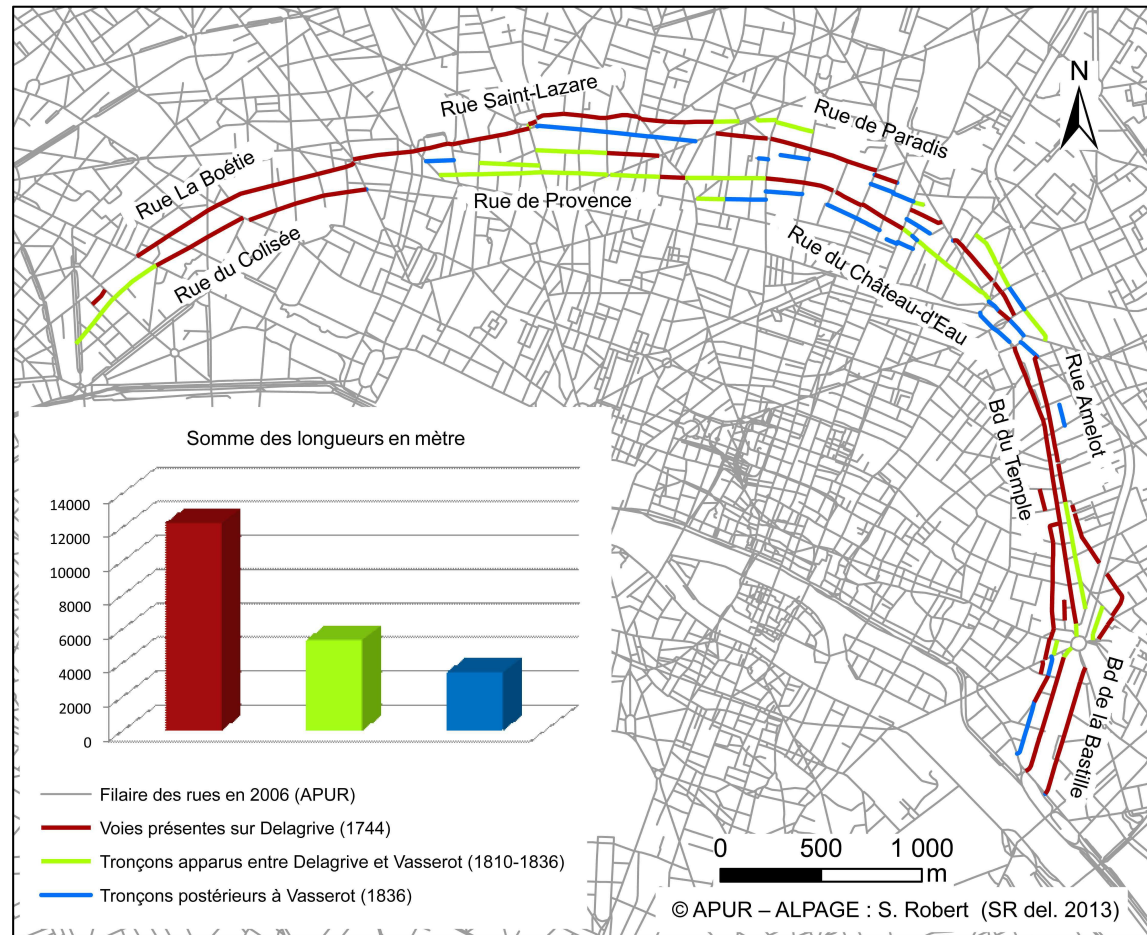 N
Rue Saint-Lazare
Rue de Paradis
Rue La Boétie
Rue de Provence
Rue du Colisée
Rue du Château-d'Eau
Rue Amelot
Bd du Temple
Bd de la Bastille
Somme des longueurs en mètre
14000
12000
10000
8000
6000
4000
2000
0
Filaire des rues en 2006 (APUR)
Voies présentes sur Delagrive (1744)
Tronçons apparus entre Delagrive et Vasserot (1810-1836)
Tronçons postérieurs à Vasserot (1836)
0 500 1 000
m
© APUR – ALPAGE : S. Robert (SR del. 2013)